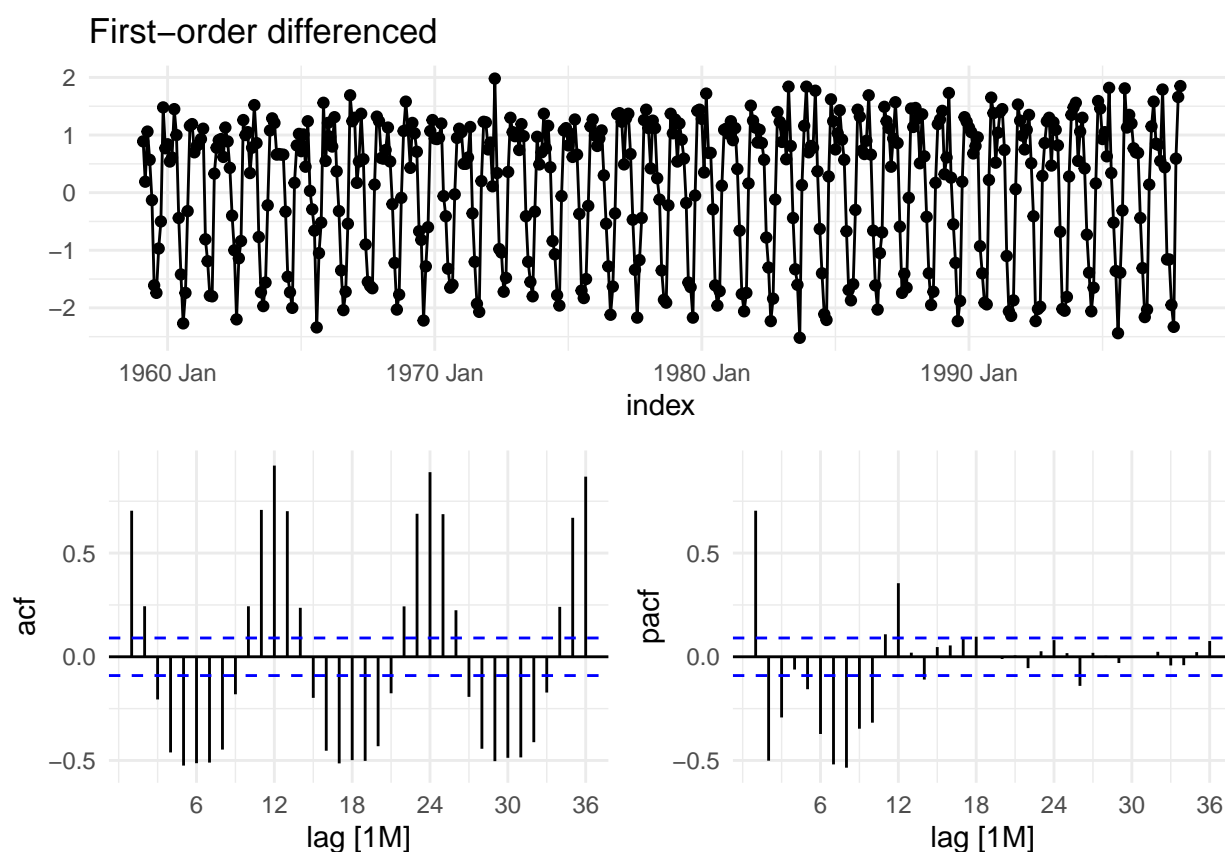 First−order differenced
2
1
0
−1
−2
1960 Jan 1970 Jan 1980 Jan 1990 Jan
index
acf
0.5
0.0
−0.5
6 12 18 24 30 36
lag [1M]
pacf
0.5
0.0
−0.5
6 12 18 24 30 36
lag [1M]